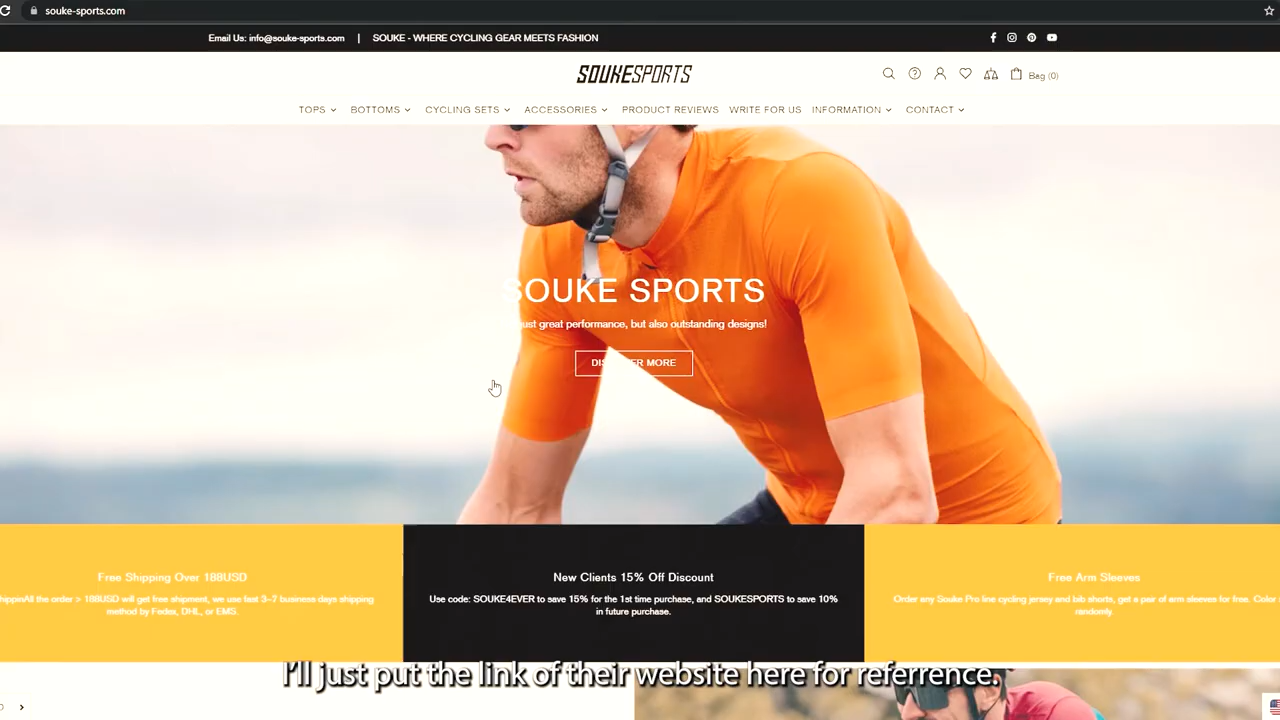 souke-sports.com
Email Us: info@souke-sports.com | SOUKE - WHERE CYCLING GEAR MEETS FASHION
SOUKESPORTS
Bag (0)
TOPS BOTTOMS CYCLING SETS ACCESSORIES PRODUCT REVIEWS WRITE FOR US INFORMATION CONTACT
SOUKE SPORTS
just great performance, but also outstanding designs!
DISCOVER MORE
Free Shipping Over 188USD
hippinAll the order > 188USD will get free shipment, we use fast 3-7 business days shipping
method by Fedex, DHL, or EMS.
New Clients 15% Off Discount
Use code: SOUKE4EVER to save 15% for the 1st time purchase, and SOUKESPORTS to save 10%
in future purchase.
Free Arm Sleeves
Order any Souke Pro line cycling jersey and bib shorts, get a pair of arm sleeves for free. Color
randomly.
I'll just put the link of their website here for referrence.